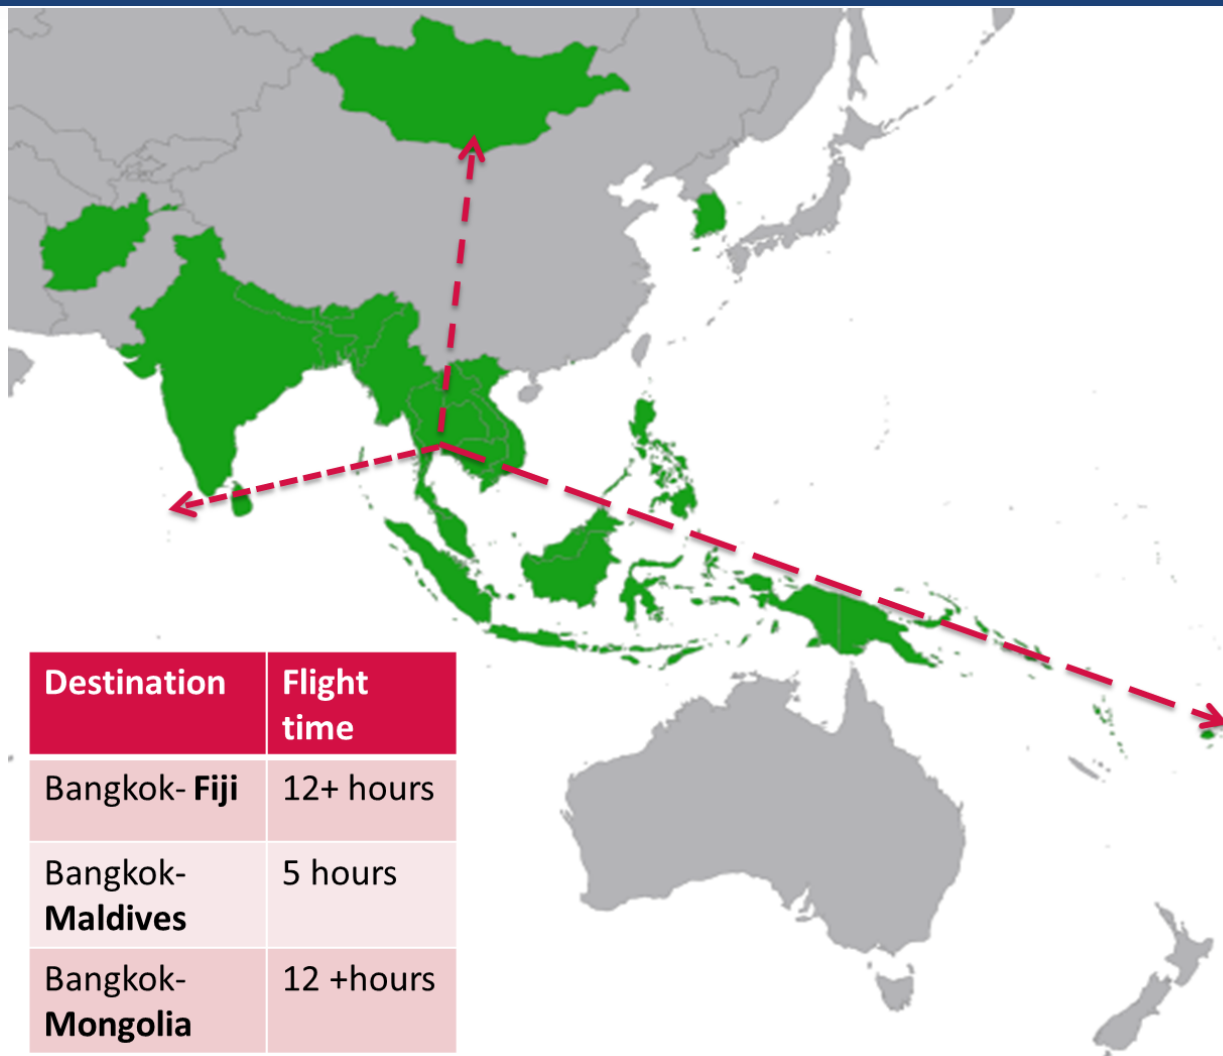 Destination
Flight
time
Bangkok- Fiji
12+ hours
Bangkok-
Maldives
5 hours
Bangkok-
Mongolia
12 +hours